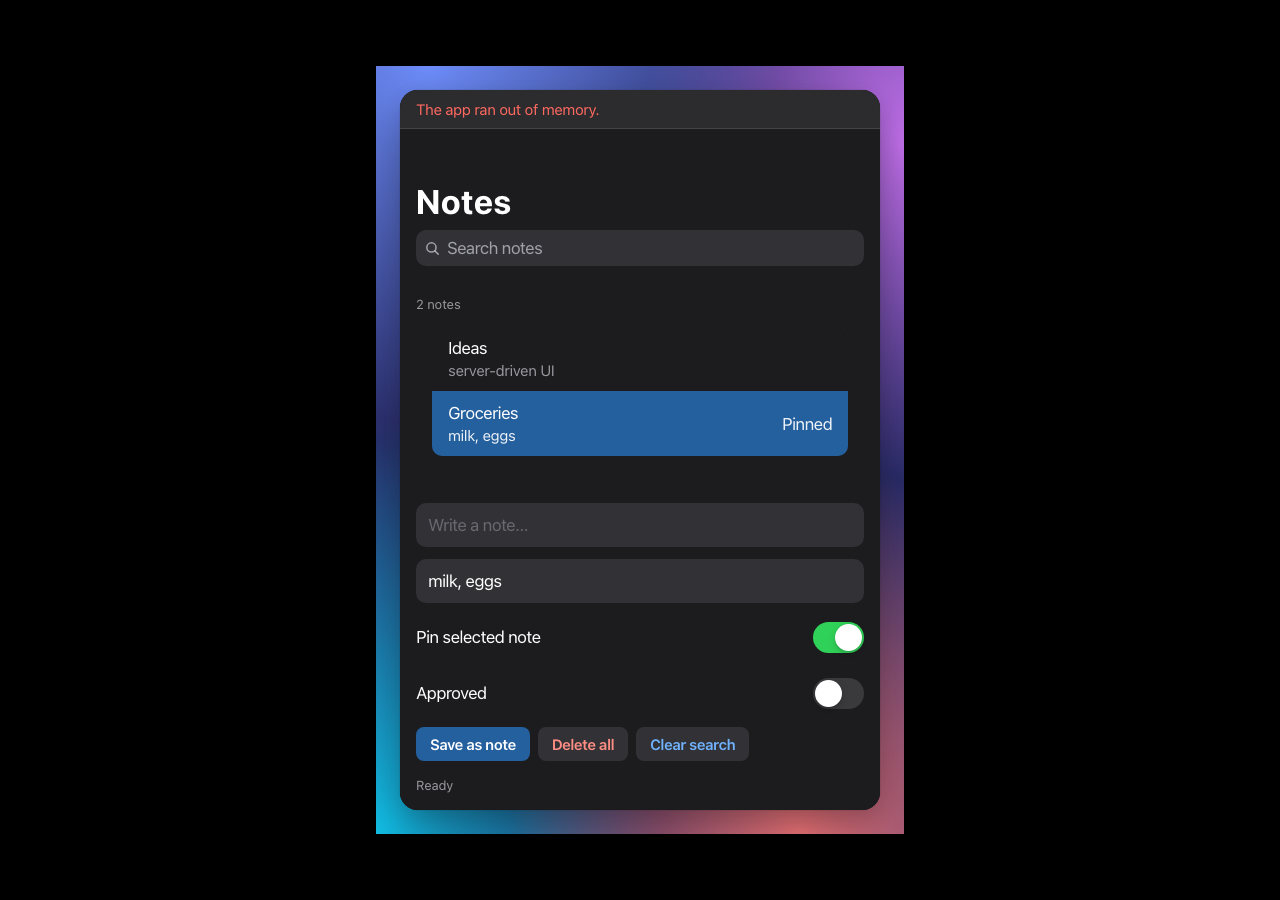 The app ran out of memory.
Notes
Search notes
2 notes
Ideas
server-driven UI
Groceries
Pinned
milk, eggs
Write a note...
milk, eggs
Pin selected note
Approved
Save as note
Delete all
Clear search
Ready